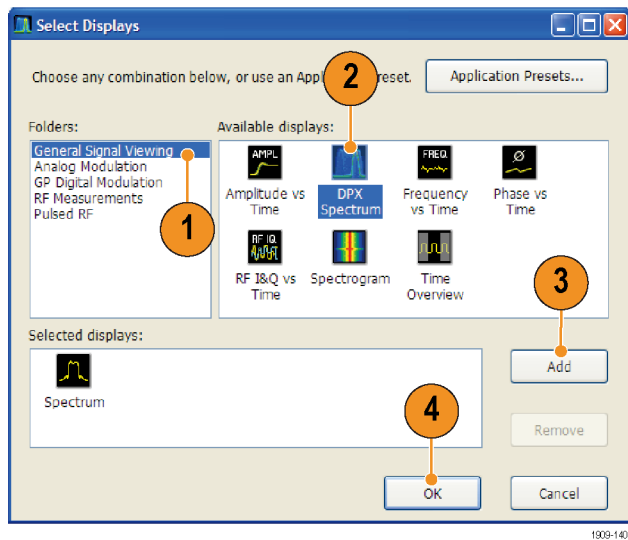 Select Displays
Choose any combination below, or use an App reset.
Application Presets...
2
Folders:
Available displays:
General Signal Viewing
Analog Modulation
GP Digital Modulation
RF Measurements
Pulsed RF
1
AMPL
FREQ
Ø
Amplitude vs
Time
DPX
Spectrum
Frequency
vs Time
Phase vs
Time
RF IQ
RF I&Q vs
Time
Spectrogram
Time
Overview
3
Selected displays:
Spectrum
Add
4
Remove
OK
Cancel
1909-140